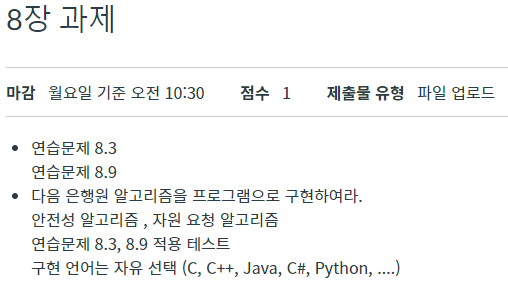 8장 과제
마감 월요일 기준 오전 10:30 점수 1 제출물 유형 파일 업로드
• 연습문제 8.3
연습문제 8.9
• 다음 은행원 알고리즘을 프로그램으로 구현하여라.
안전성 알고리즘 , 자원 요청 알고리즘
연습문제 8.3, 8.9 적용 테스트
구현 언어는 자유 선택 (C, C++, Java, C#, Python, ....)